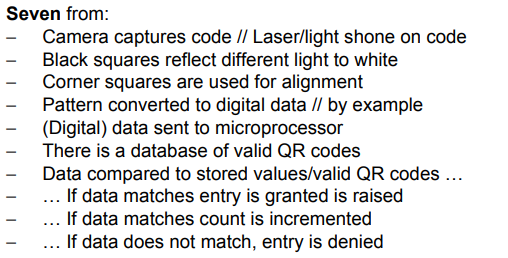 Seven from:
– Camera captures code // Laser/light shone on code
– Black squares reflect different light to white
– Corner squares are used for alignment
– Pattern converted to digital data // by example
– (Digital) data sent to microprocessor
– There is a database of valid QR codes
– Data compared to stored values/valid QR codes …
– … If data matches entry is granted is raised
– … If data matches count is incremented
– … If data does not match, entry is denied